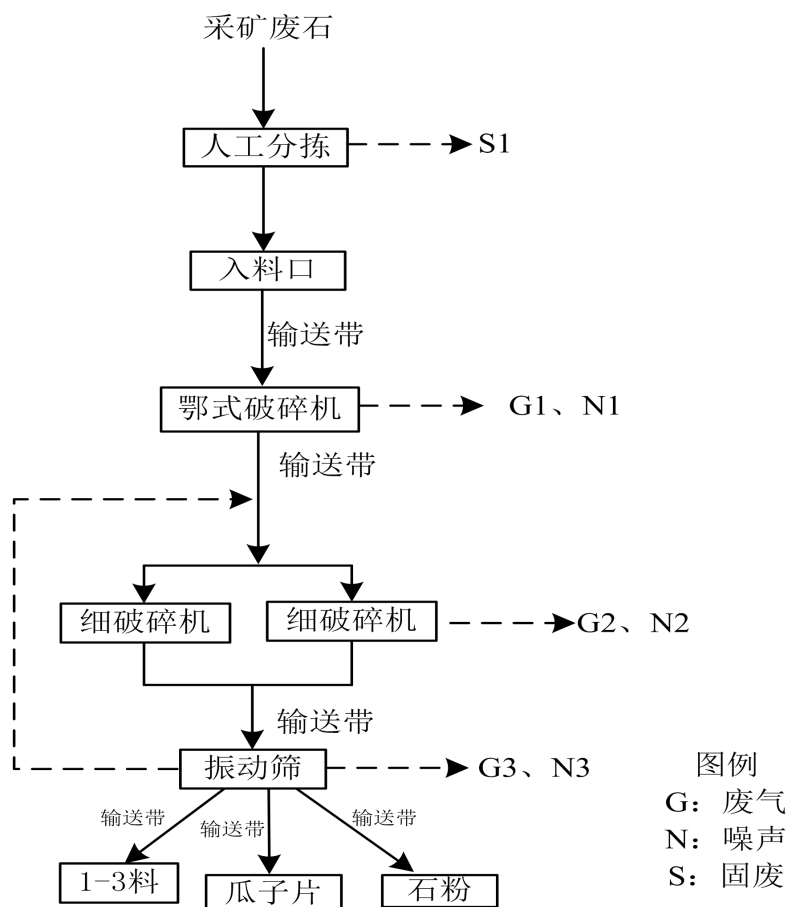 采矿废石
人工分拣
S1
入料口
输送带
鄂式破碎机
G1、N1
输送带
细破碎机
细破碎机
G2、N2
输送带
振动筛
G3、N3
输送带
输送带
输送带
1-3料
瓜子片
石粉
图例
G：废气
N：噪声
S：固废